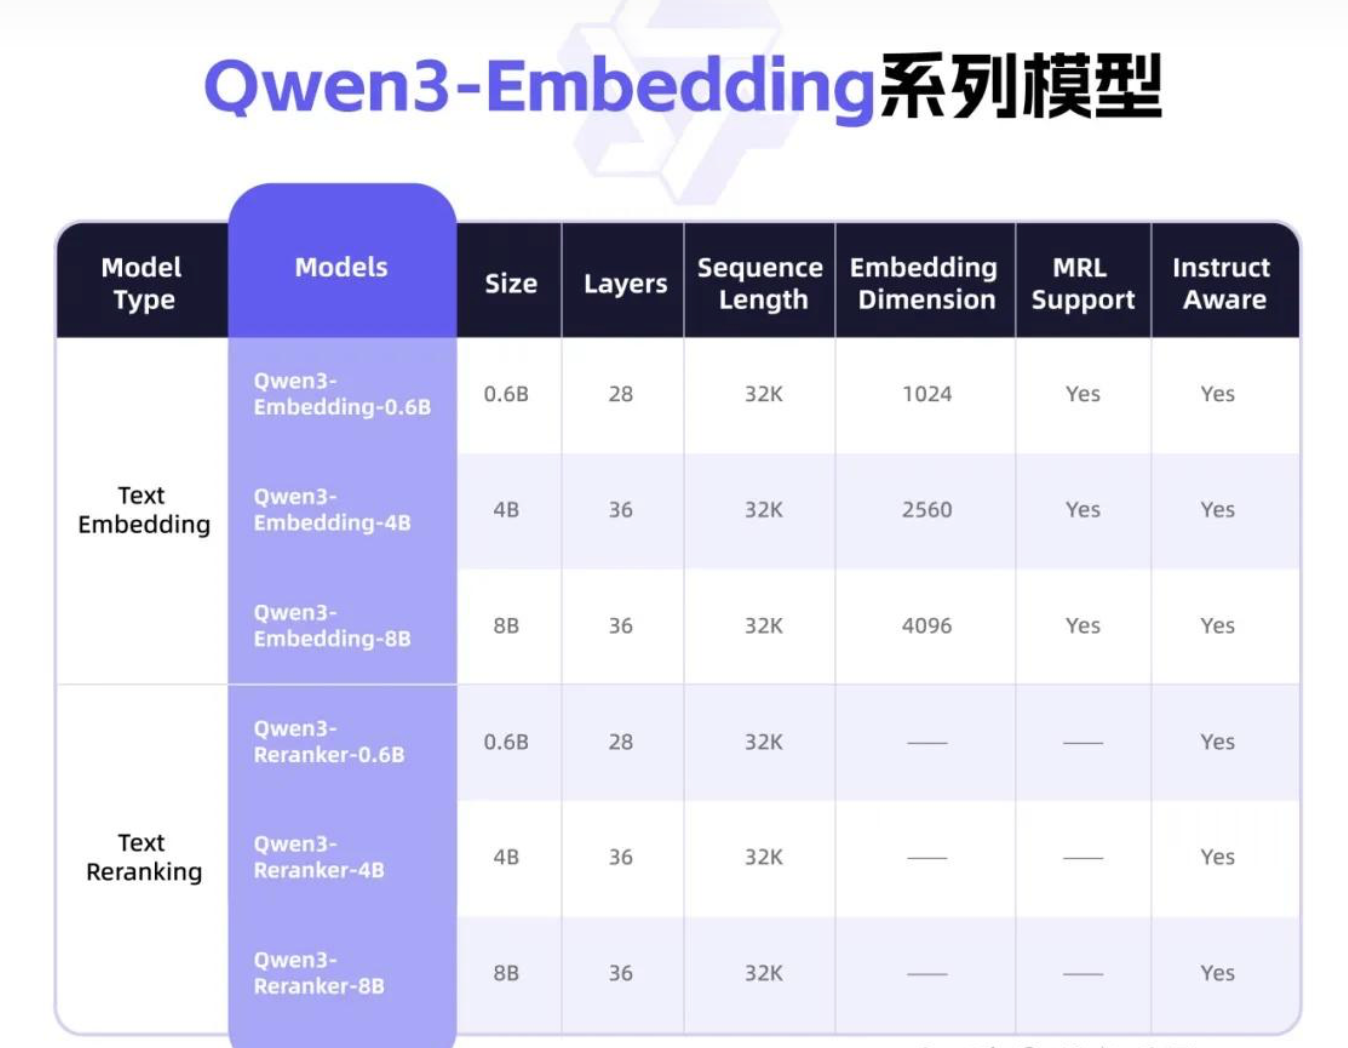 Qwen3-Embedding系列模型
Model
Type
Models
Size
Layers
Sequence
Length
Embedding
Dimension
MRL
Support
Instruct
Aware
Text
Embedding
Qwen3-
Embedding-0.6B
0.6B
28
32K
1024
Yes
Yes
Qwen3-
Embedding-4B
4B
36
32K
2560
Yes
Yes
Qwen3-
Embedding-8B
8B
36
32K
4096
Yes
Yes
Text
Reranking
Qwen3-
Reranker-0.6B
0.6B
28
32K
——
——
Yes
Qwen3-
Reranker-4B
4B
36
32K
——
——
Yes
Qwen3-
Reranker-8B
8B
36
32K
——
——
Yes